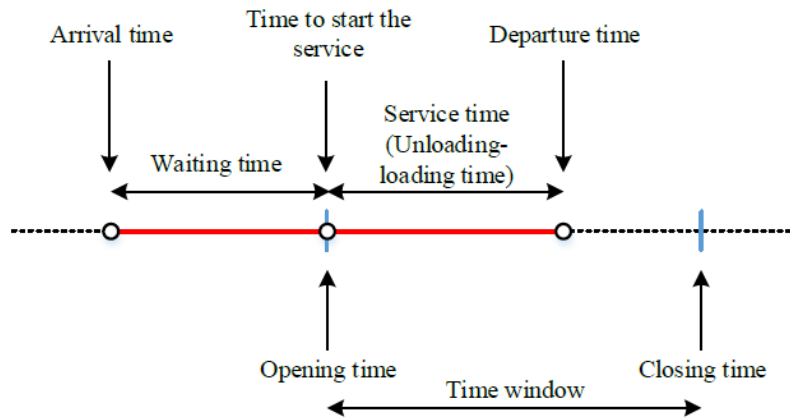 Arrival time
Time to start the
service
Departure time
Waiting time
Service time
(Unloading-
loading time)
Opening time
Closing time
Time window